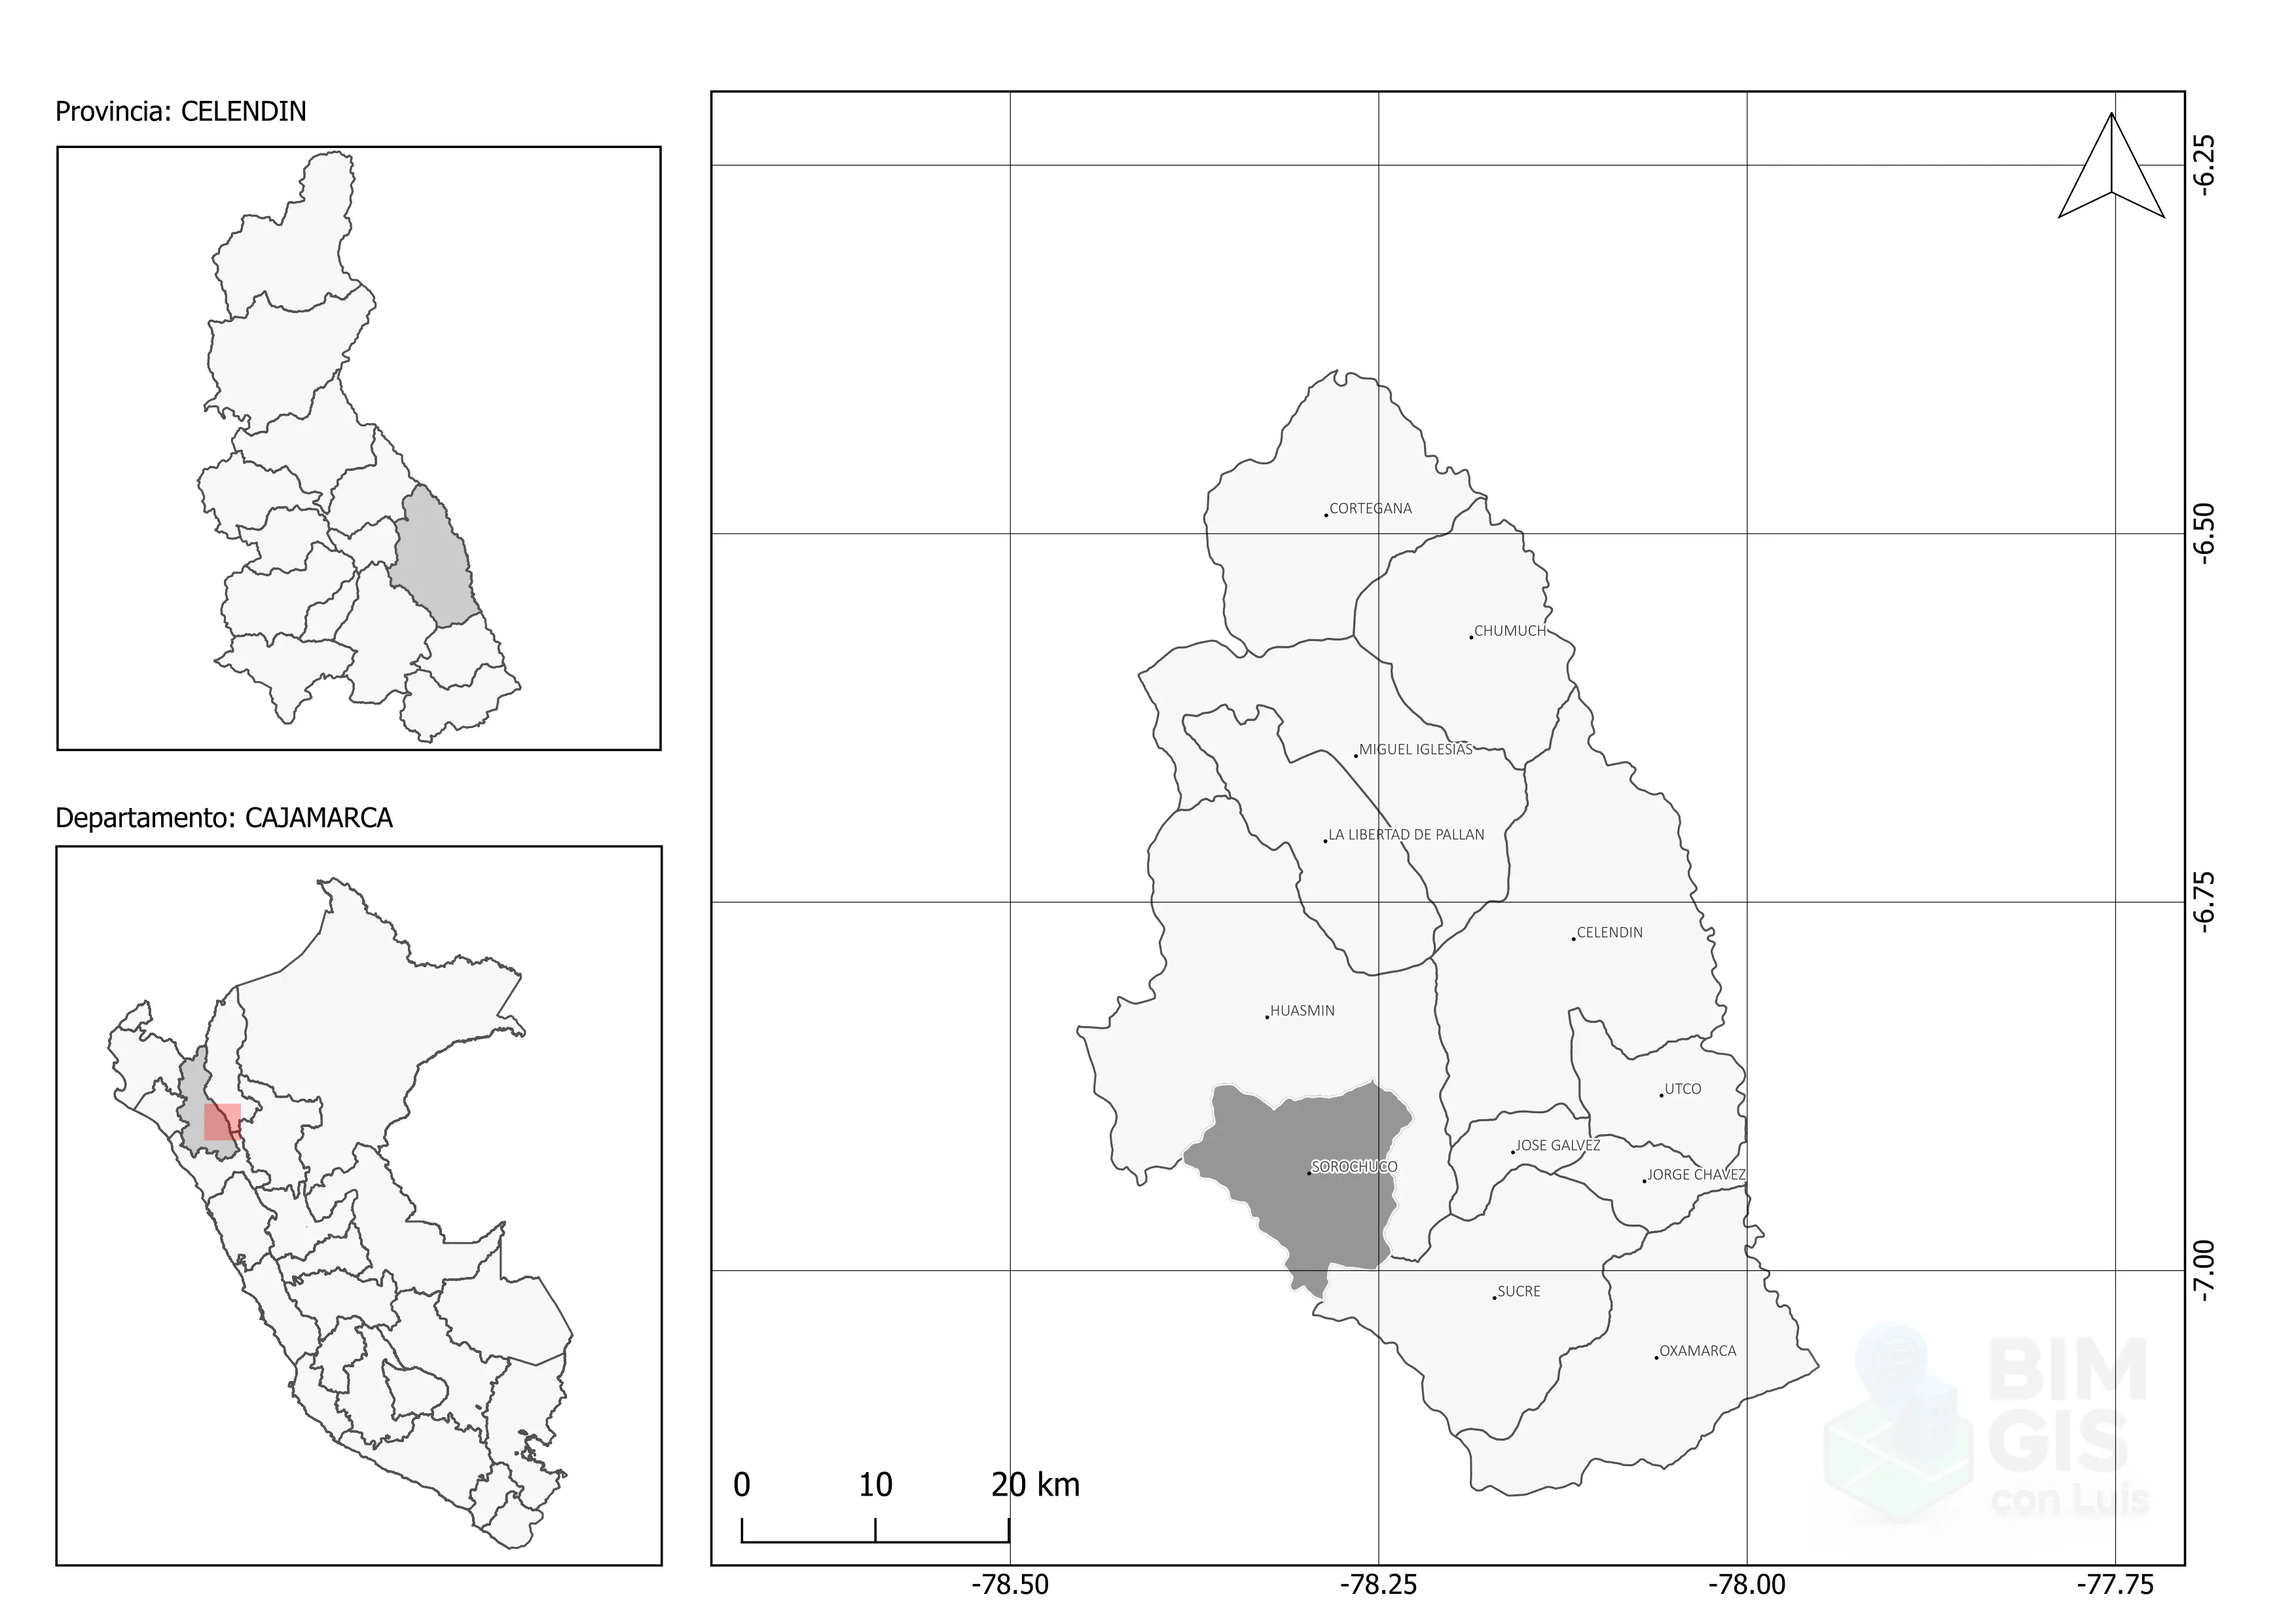 Provincia: CELENDIN
Departamento: CAJAMARCA
CORTEGANA
CHUMUCH
MIGUEL IGLESIAS
LA LIBERTAD DE PALLAN
CELENDIN
HUASMIN
UTCO
JOSE GALVEZ
SOROCHUCO
JORGE CHAVEZ
SUCRE
OXAMARCA
-6.25
-6.50
-6.75
-7.00
0 10 20 km
-78.50 -78.25 -78.00 -77.75
BIM
GIS
con Luis